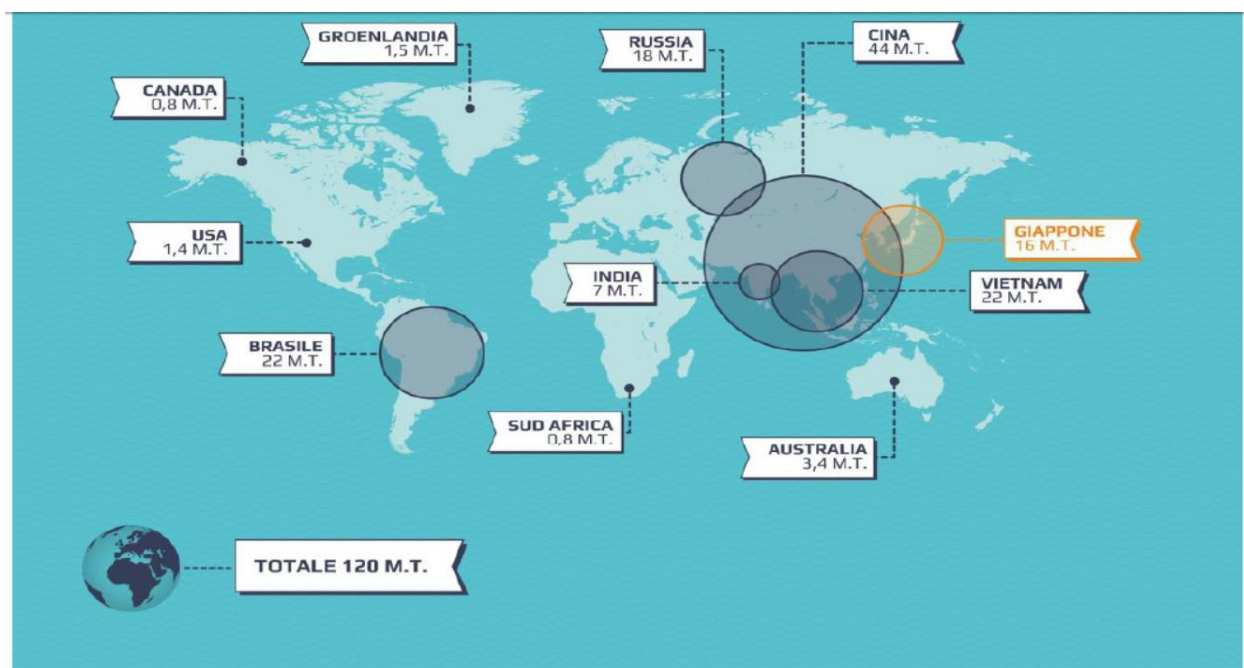 GROENLANDIA
1,5 M.T.
RUSSIA
18 M.T.
CINA
44 M.T.
CANADA
0,8 M.T.
USA
1,4 M.T.
GIAPPONE
16 M.T.
INDIA
7 M.T.
VIETNAM
22 M.T.
BRASILE
22 M.T.
SUD AFRICA
0,8 M.T.
AUSTRALIA
3,4 M.T.
TOTALE 120 M.T.